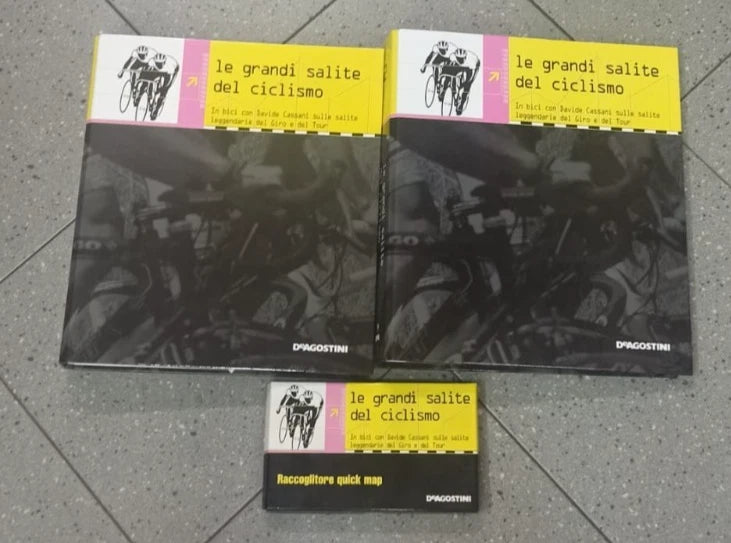 le grandi salite
del ciclismo
In bici con Davide Cassani sulle salite
leggendarie del Giro e del Tour
DeAGOSTINI
le grandi salite
del ciclismo
In bici con Davide Cassani sulle salite
leggendarie del Giro e del Tour
GO
DeAGOSTINI
le grandi salite
del ciclismo
In bici con Davide Cassani sulle salite
leggendarie del Giro e del Tour
Raccoglitore quick map
DeAGOSTINI